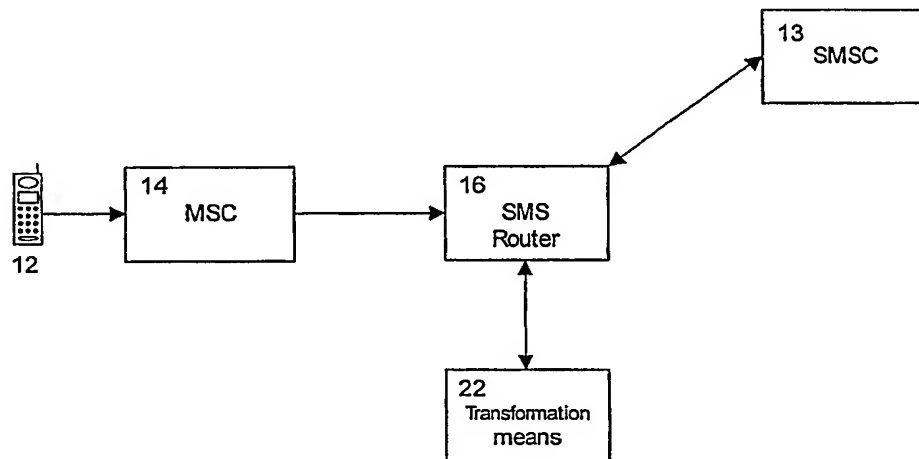 13
SMSC
14
MSC
16
SMS
Router
12
22
Transformation
means